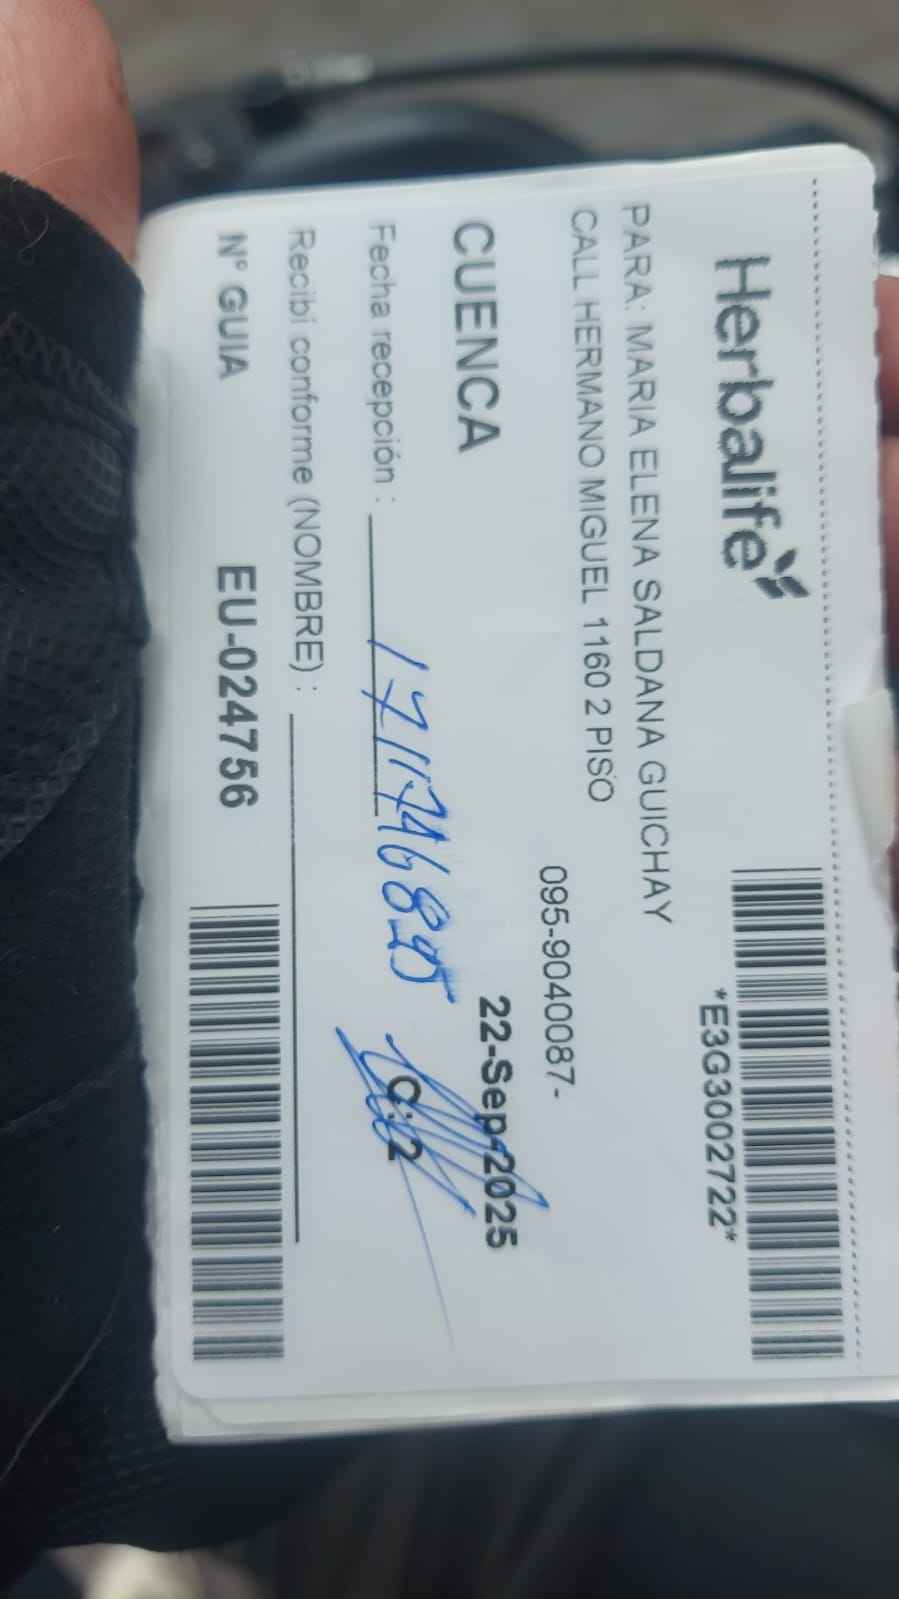 Herbalife
*E3G3002722*
PARA: MARIA ELENA SALDANA GUICHAY
CALL HERMANO MIGUEL 1160 2 PISO
095-9040087-
CUENCA
22-Sep-2025
Fecha recepción :
C:2
Recibí conforme (NOMBRE) :
N° GUIA EU-024756